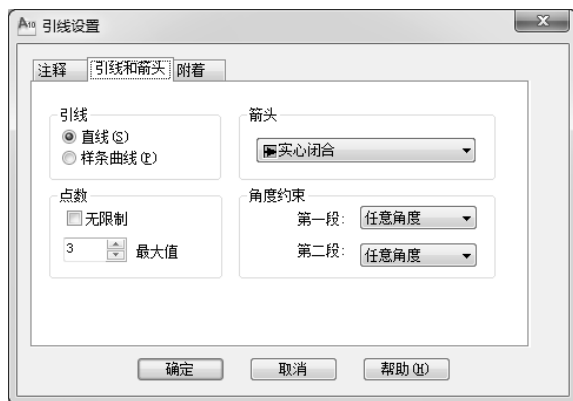 A10 引线设置
注释 引线和箭头 附着
引线
直线(S)
样条曲线(P)
箭头
实心闭合
点数
无限制
3 最大值
角度约束
第一段: 任意角度
第二段: 任意角度
确定 取消 帮助(H)